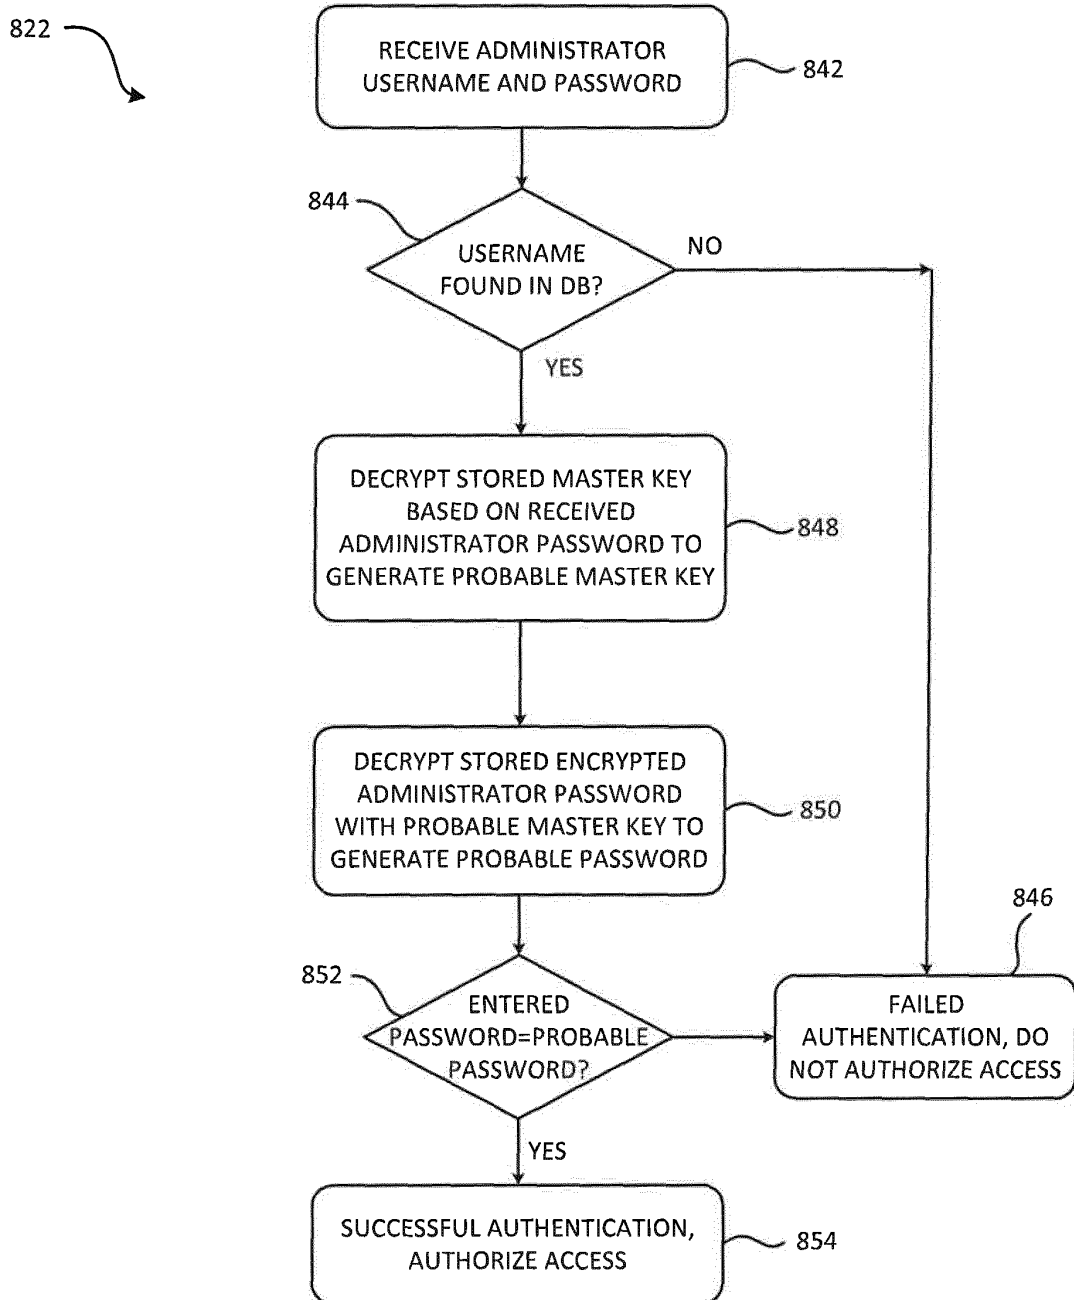 822
RECEIVE ADMINISTRATOR
USERNAME AND PASSWORD
842
844
USERNAME
FOUND IN DB?
NO
YES
DECRYPT STORED MASTER KEY
BASED ON RECEIVED
ADMINISTRATOR PASSWORD TO
GENERATE PROBABLE MASTER KEY
848
DECRYPT STORED ENCRYPTED
ADMINISTRATOR PASSWORD
WITH PROBABLE MASTER KEY TO
GENERATE PROBABLE PASSWORD
850
852
ENTERED
PASSWORD=PROBABLE
PASSWORD?
846
FAILED
AUTHENTICATION, DO
NOT AUTHORIZE ACCESS
YES
SUCCESSFUL AUTHENTICATION,
AUTHORIZE ACCESS
854